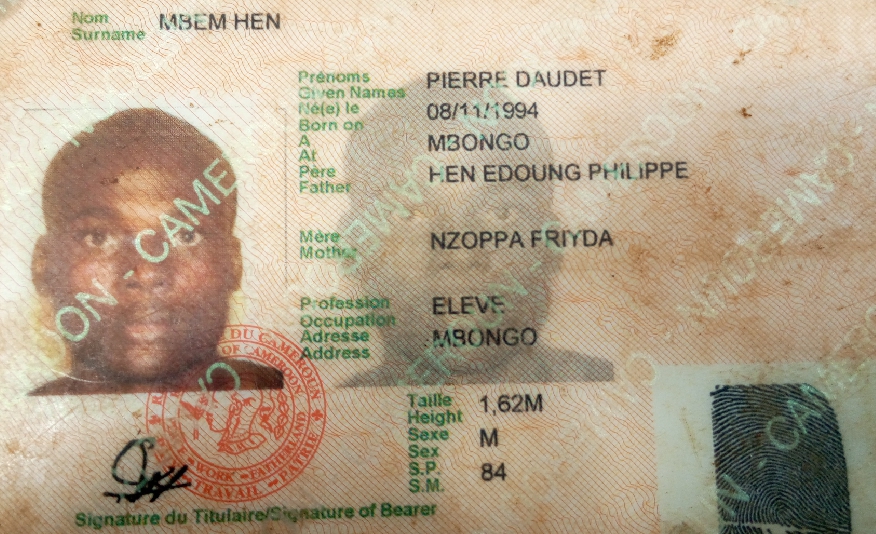 Nom MBEM HEN
Surname
Prénoms PIERRE DAUDET
Given Names
Né(e) le 08/11/1994
Born on
A MBONGO
At
Père HEN EDOUNG PHILIPPE
Father
Mère NZOPPA FRIYDA
Mother
Profession ELEVE
Occupation
Adresse MBONGO
Address
Taille 1,62M
Height
Sexe M
Sex
S.P. 84
S.M.
Signature du Titulaire/Signature of Bearer